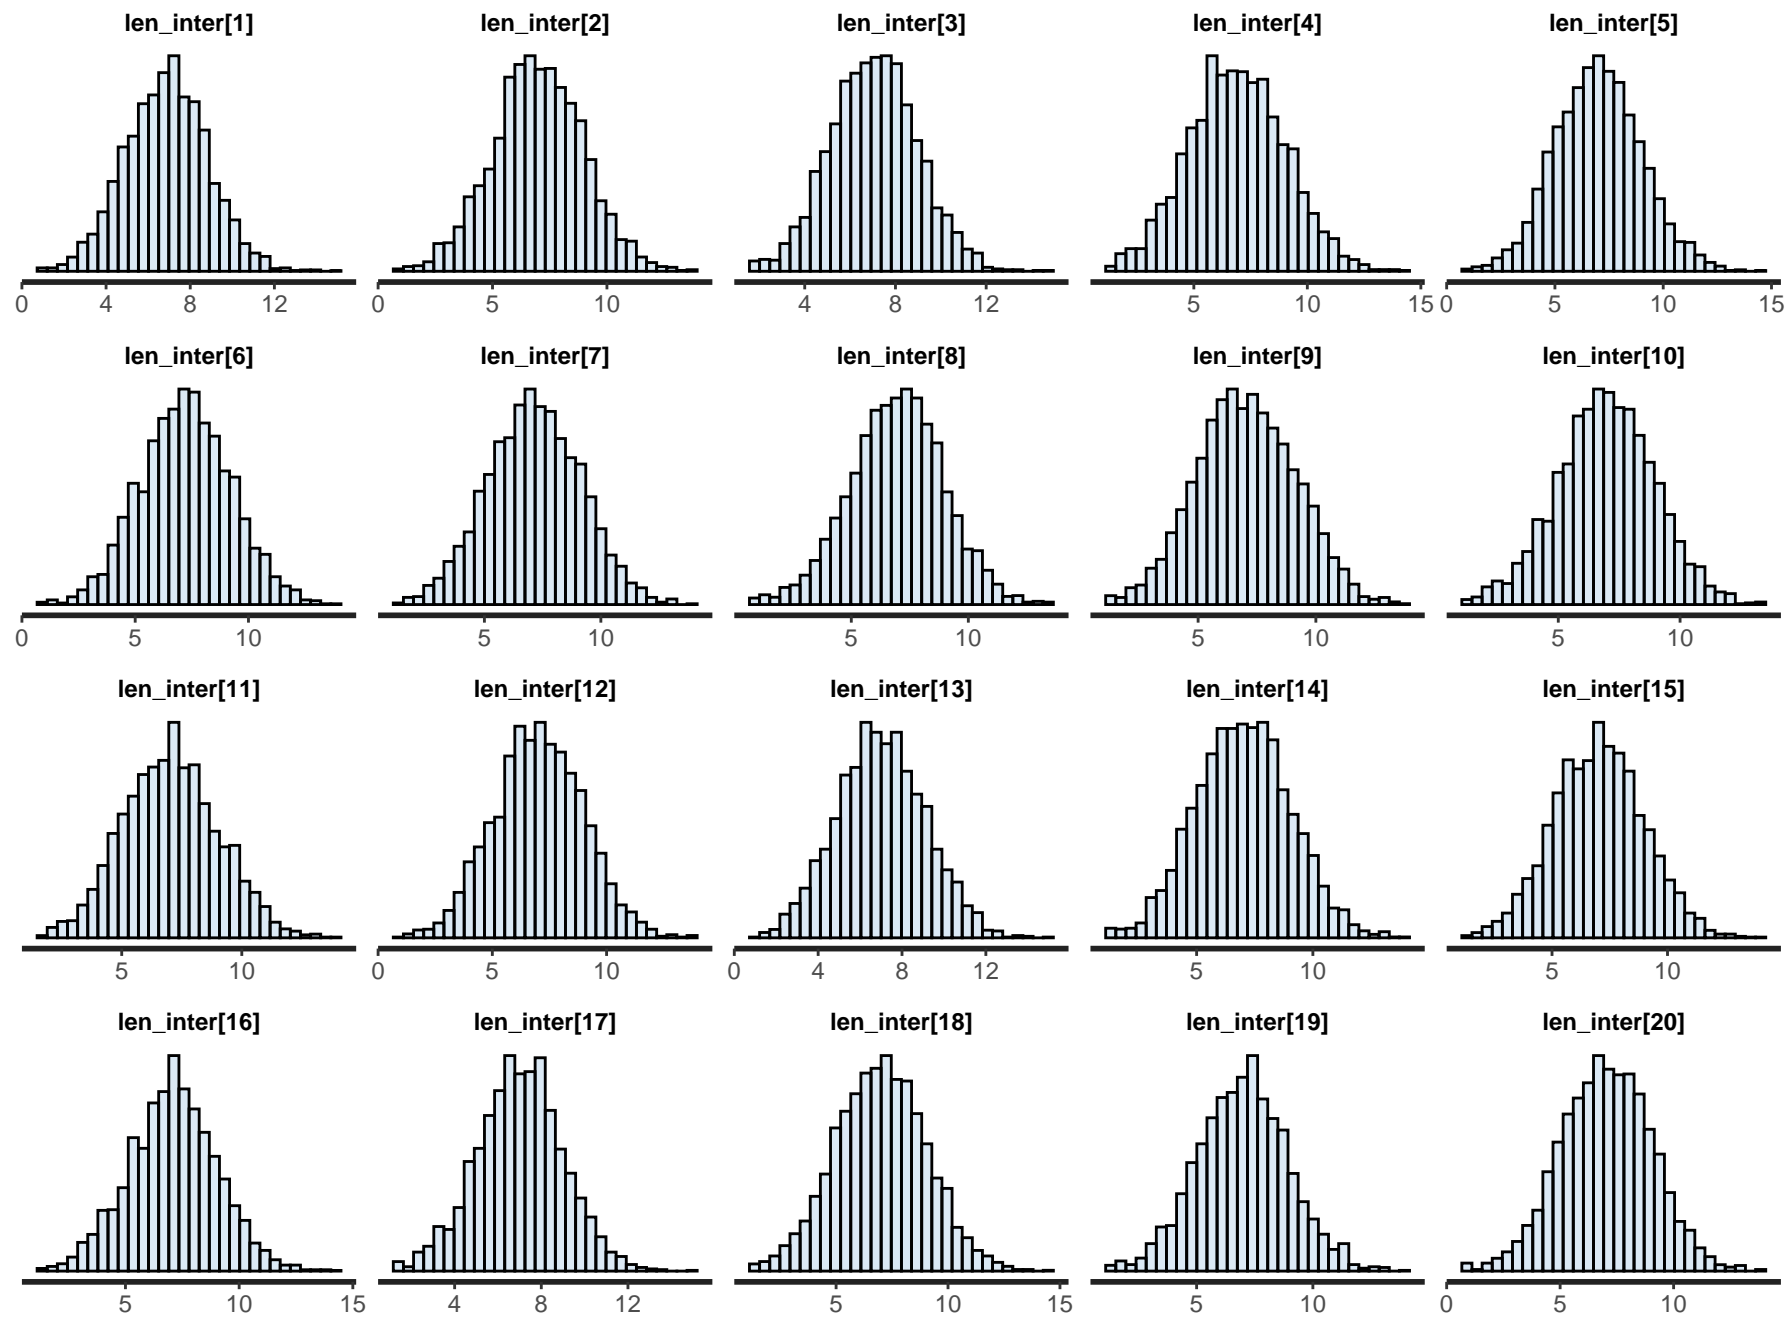 len_inter[1] len_inter[2] len_inter[3] len_inter[4] len_inter[5]
0 4 8 12 0 5 10 4 8 12 5 10 15 0 5 10 15
len_inter[6] len_inter[7] len_inter[8] len_inter[9] len_inter[10]
0 5 10 5 10 5 10 5 10 5 10
len_inter[11] len_inter[12] len_inter[13] len_inter[14] len_inter[15]
5 10 0 5 10 0 4 8 12 5 10 5 10
len_inter[16] len_inter[17] len_inter[18] len_inter[19] len_inter[20]
5 10 15 4 8 12 5 10 15 5 10 0 5 10